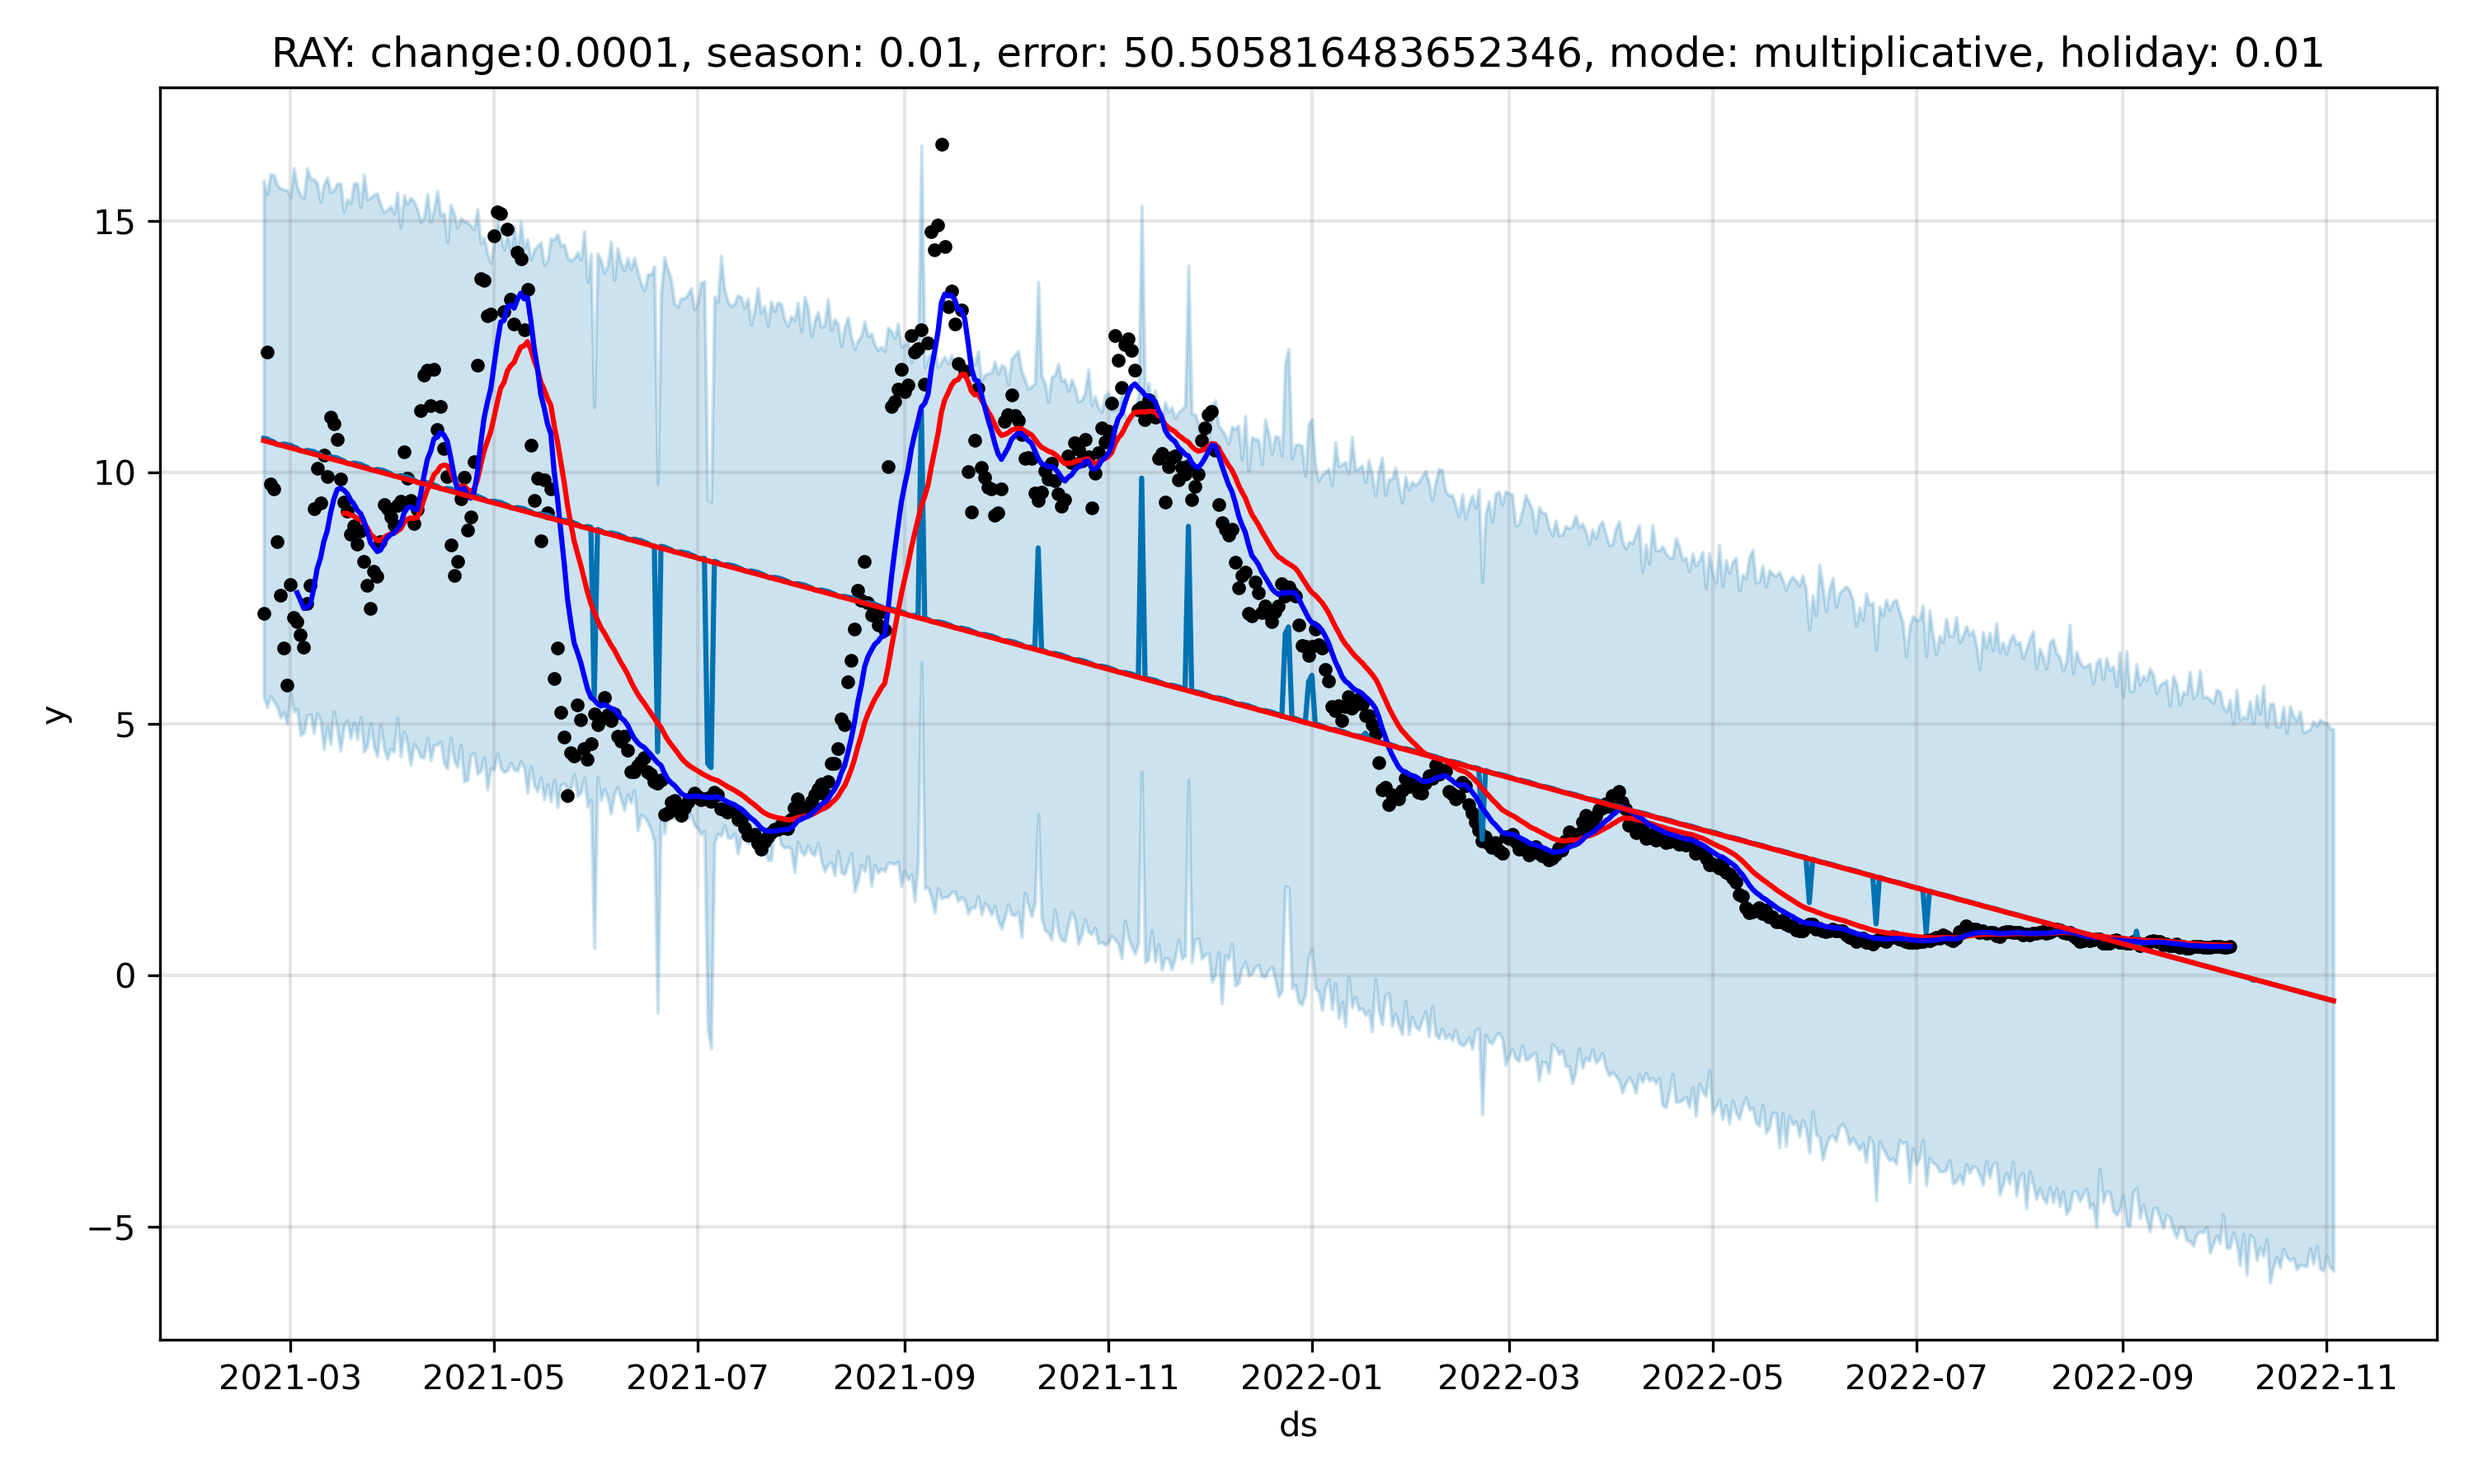 RAY: change:0.0001, season: 0.01, error: 50.505816483652346, mode: multiplicative, holiday: 0.01
15
10
5
0
−5
y
2021-03 2021-05 2021-07 2021-09 2021-11 2022-01 2022-03 2022-05 2022-07 2022-09 2022-11
ds